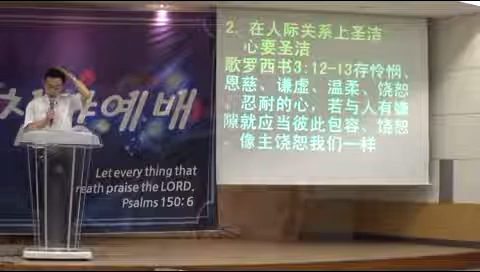 2. 在人际关系上圣洁
心要圣洁
歌罗西书3:12-13存怜悯、
恩慈、谦虚、温柔、饶恕
、忍耐的心，若与人有嫌
隙就应当彼此包容、饶恕
像主饶恕我们一样
예배
Let every thing that
reath praise the LORD.
Psalms 150:6